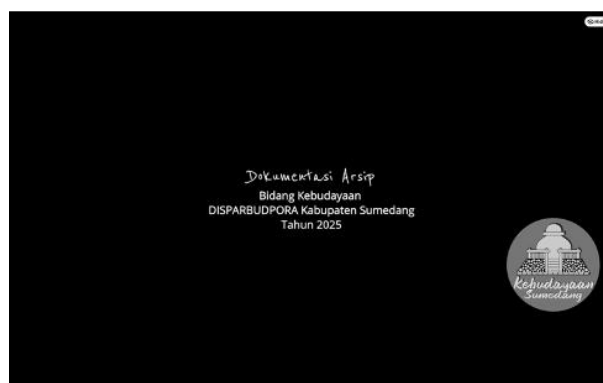 Dokumentasi Arsip
Bidang Kebudayaan
DISPARBUDPORA Kabupaten Sumedang
Tahun 2025
Kebudayaan
Sumedang